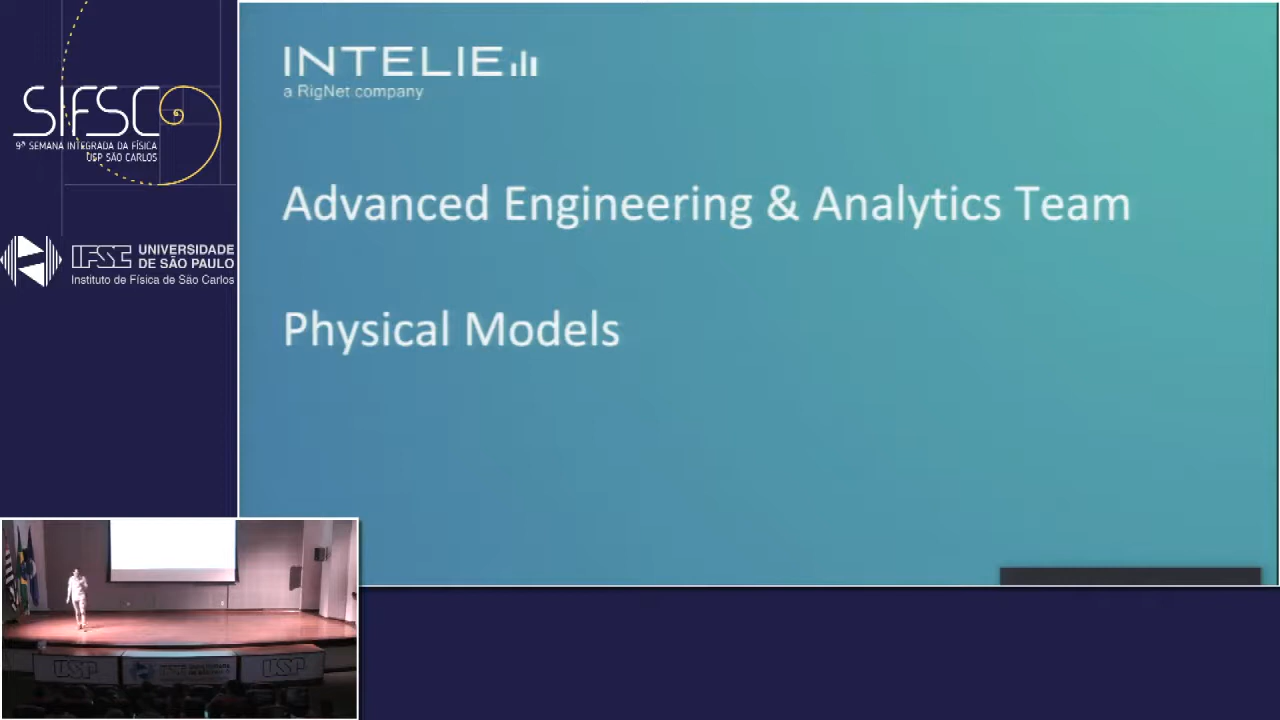 SIFSC
9ª SEMANA INTEGRADA DA FÍSICA
USP SÃO CARLOS
IFSC
UNIVERSIDADE
DE SÃO PAULO
Instituto de Física de São Carlos
INTELIE
a RigNet company
Advanced Engineering & Analytics Team
Physical Models
USP
USP